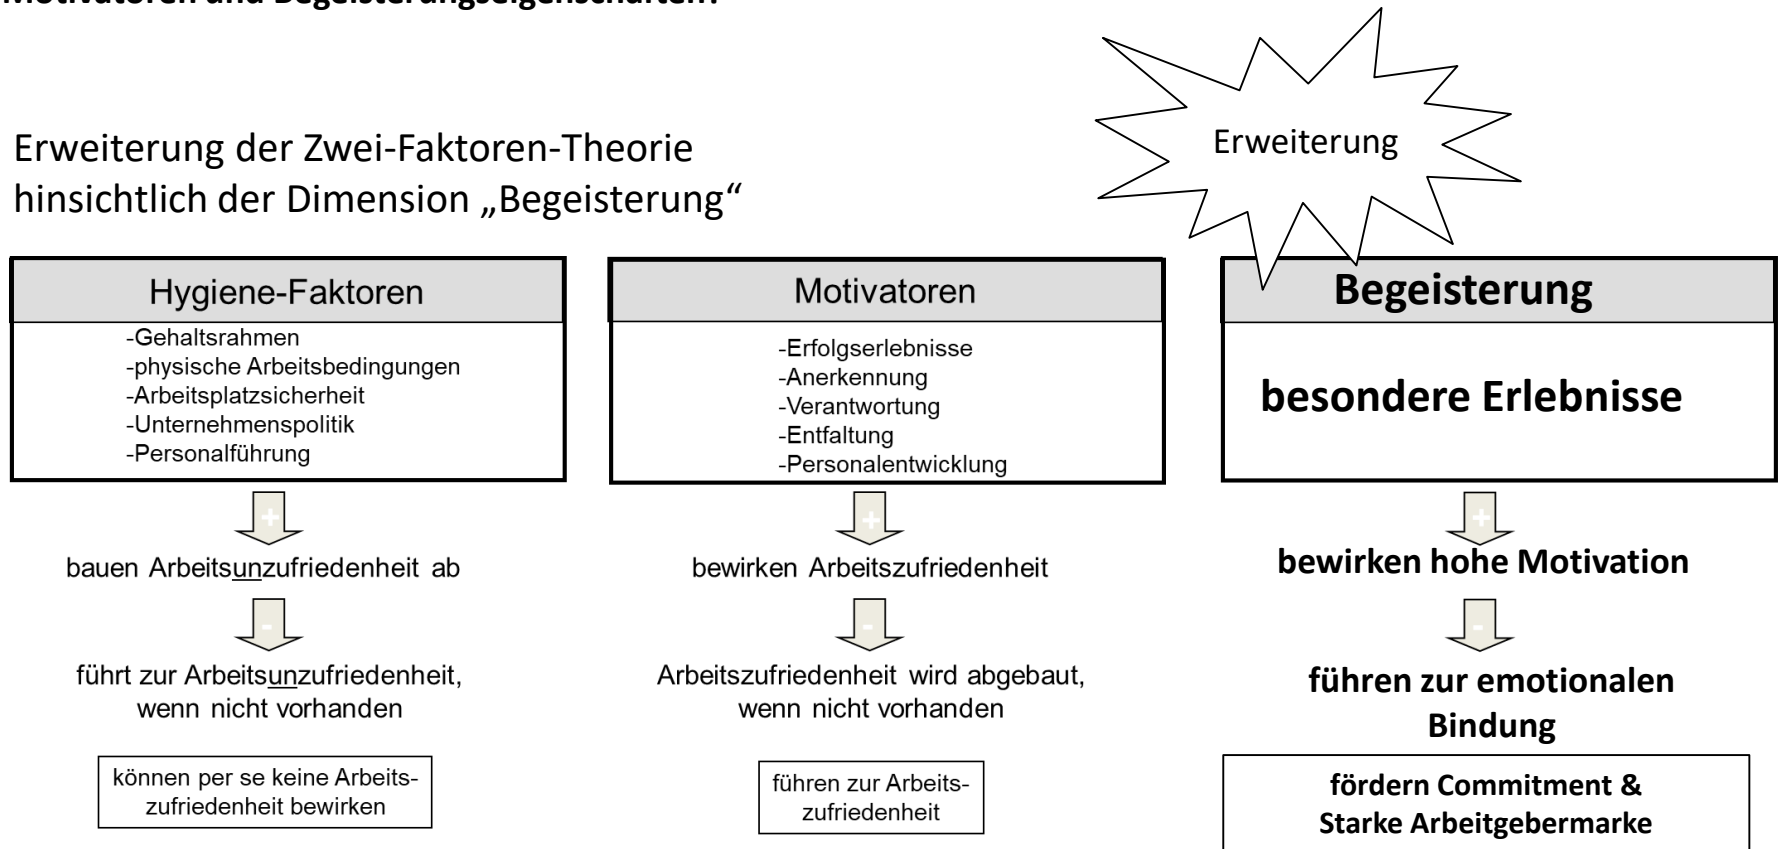 Motivatoren und Begeisterungseigenschaften?
Erweiterung der Zwei-Faktoren-Theorie
hinsichtlich der Dimension „Begeisterung“
Erweiterung
Hygiene-Faktoren
-Gehaltsrahmen
-physische Arbeitsbedingungen
-Arbeitsplatzsicherheit
-Unternehmenspolitik
-Personalführung
+
bauen Arbeitsunzufriedenheit ab
-
führt zur Arbeitsunzufriedenheit,
wenn nicht vorhanden
können per se keine Arbeits-
zufriedenheit bewirken
Motivatoren
-Erfolgserlebnisse
-Anerkennung
-Verantwortung
-Entfaltung
-Personalentwicklung
+
bewirken Arbeitszufriedenheit
-
Arbeitszufriedenheit wird abgebaut,
wenn nicht vorhanden
führen zur Arbeits-
zufriedenheit
Begeisterung
besondere Erlebnisse
+
bewirken hohe Motivation
-
führen zur emotionalen
Bindung
fördern Commitment &
Starke Arbeitgebermarke